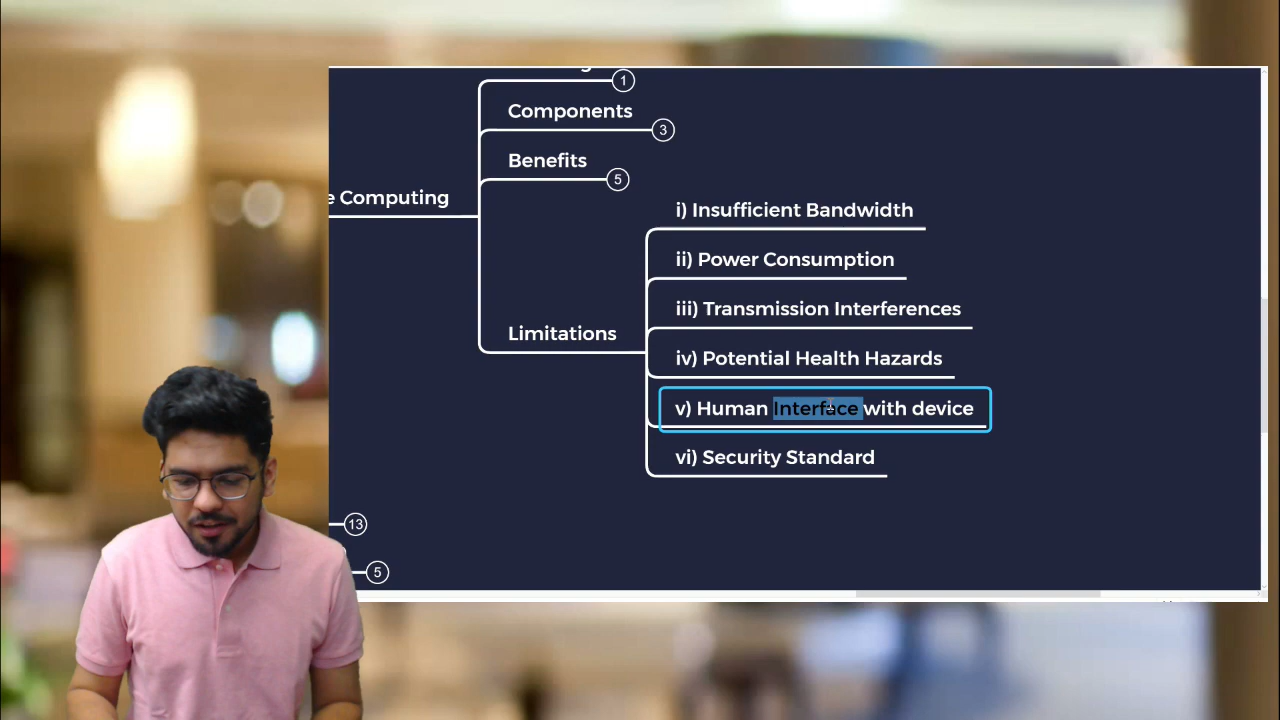 1
Components
3
Benefits
5
e Computing
i) Insufficient Bandwidth
ii) Power Consumption
iii) Transmission Interferences
Limitations
iv) Potential Health Hazards
v) Human Interface with device
vi) Security Standard
13
5